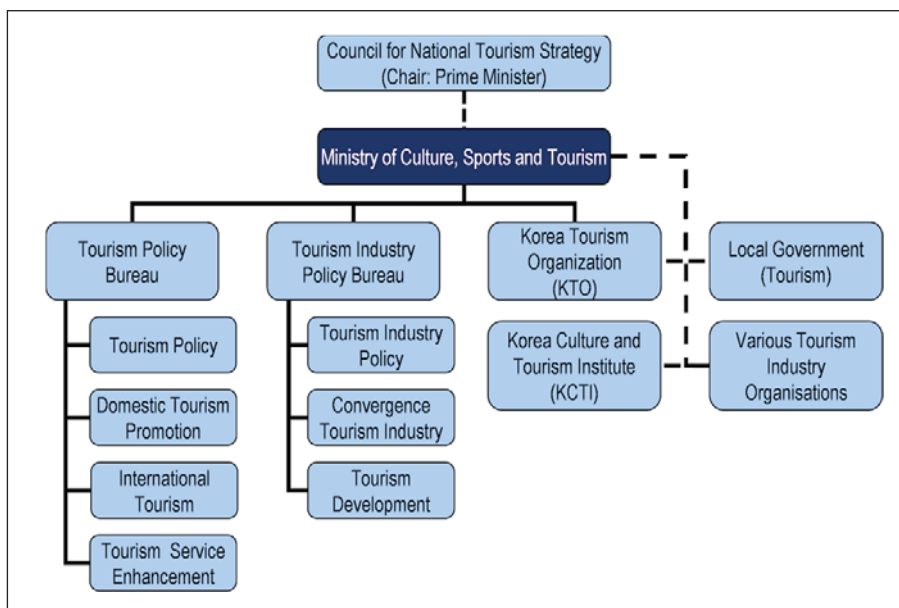 Council for National Tourism Strategy
(Chair: Prime Minister)
Ministry of Culture, Sports and Tourism
Tourism Policy
Bureau
Tourism Policy
Domestic Tourism
Promotion
International
Tourism
Tourism Service
Enhancement
Tourism Industry
Policy Bureau
Tourism Industry
Policy
Convergence
Tourism Industry
Tourism
Development
Korea Tourism
Organization
(KTO)
Korea Culture and
Tourism Institute
(KCTI)
Local Government
(Tourism)
Various Tourism
Industry
Organisations